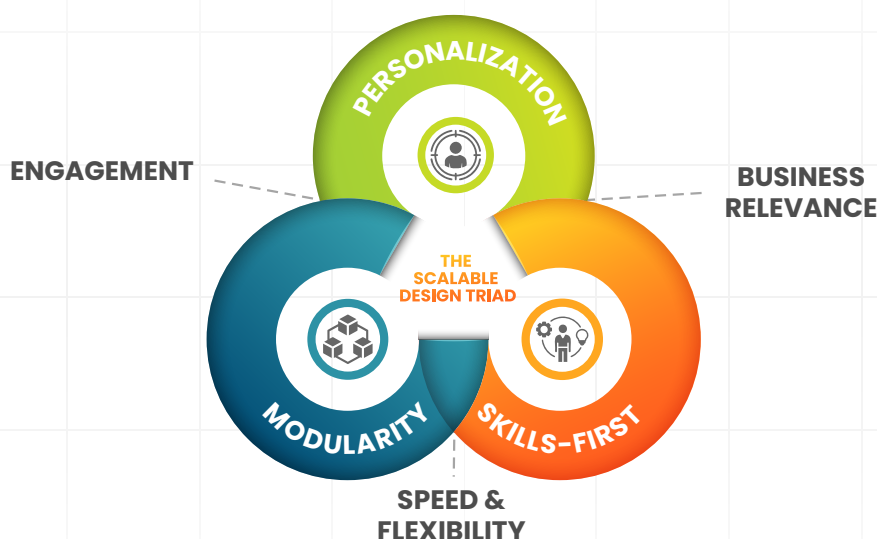 PERSONALIZATION
ENGAGEMENT
BUSINESS
RELEVANCE
THE
SCALABLE
DESIGN TRIAD
MODULARITY
SKILLS-FIRST
SPEED &
FLEXIBILITY